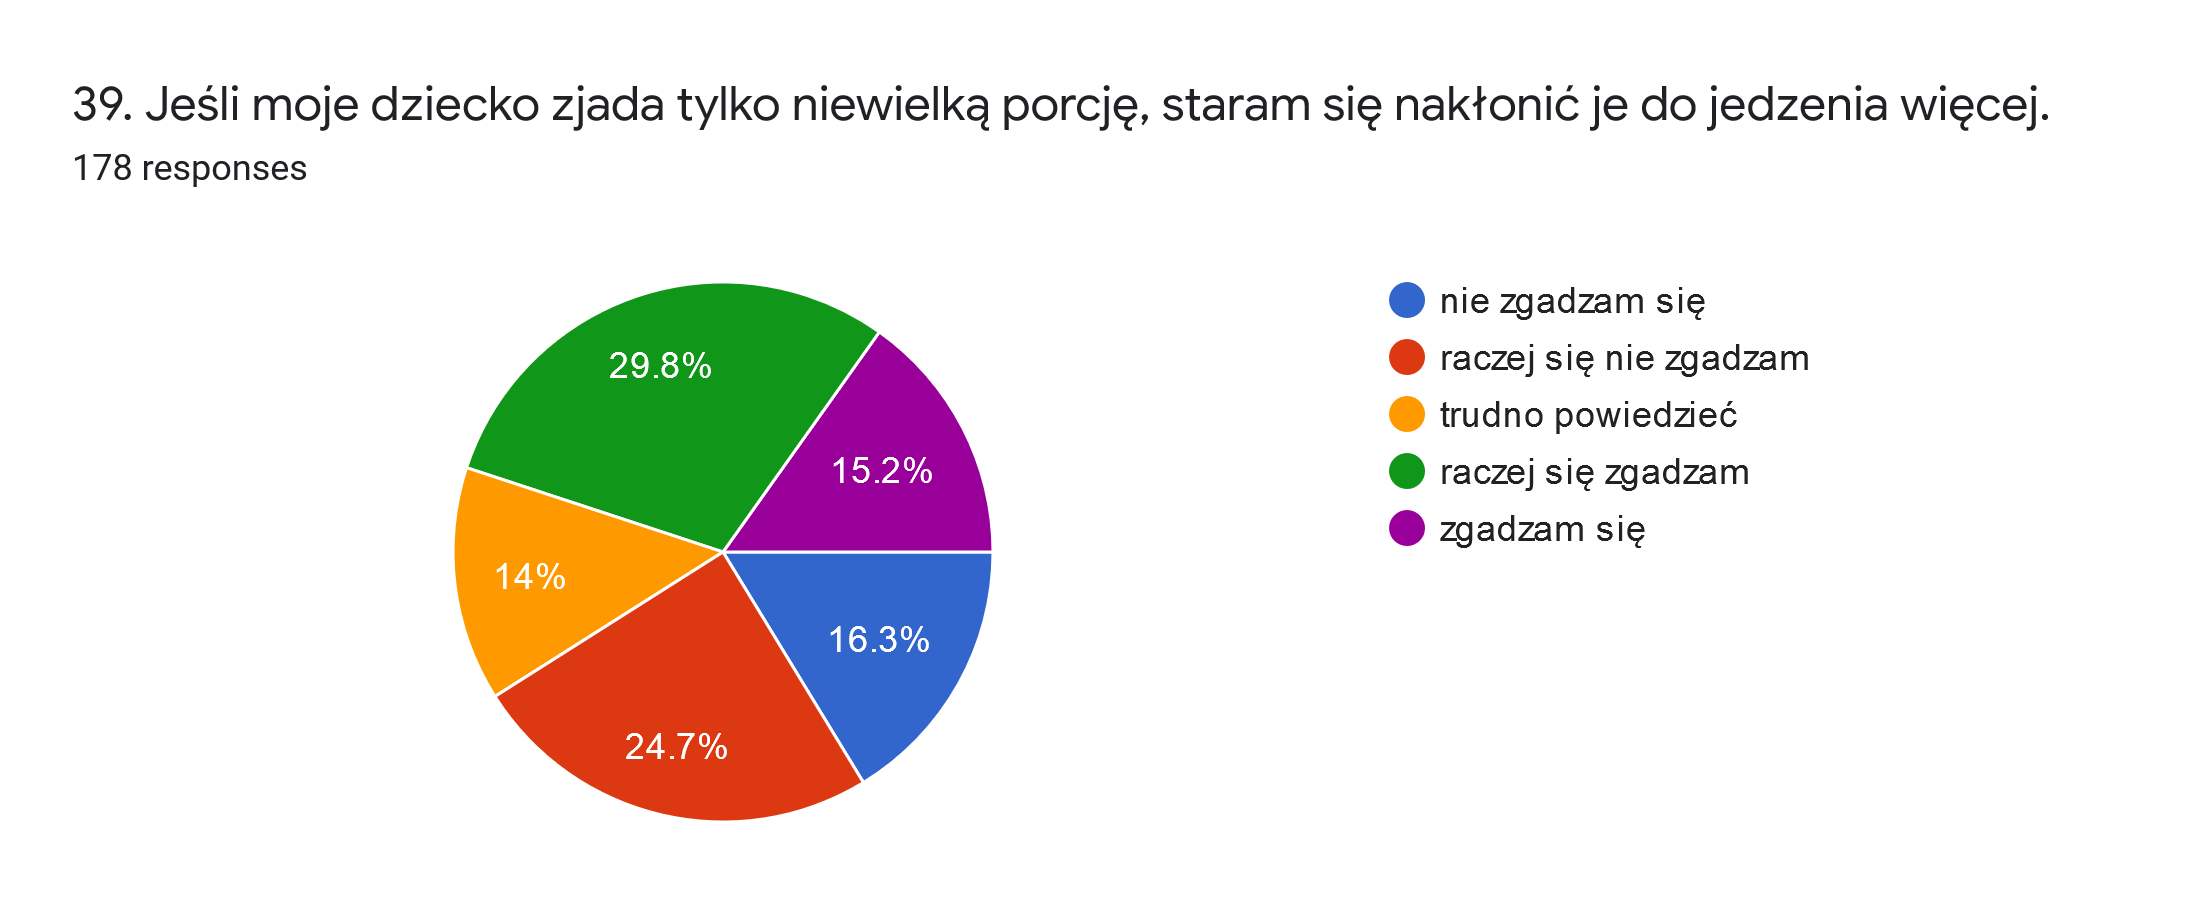 39. Jeśli moje dziecko zjada tylko niewielką porcję, staram się nakłonić je do jedzenia więcej.
178 responses
29.8%
15.2%
14%
16.3%
24.7%
nie zgadzam się
raczej się nie zgadzam
trudno powiedzieć
raczej się zgadzam
zgadzam się